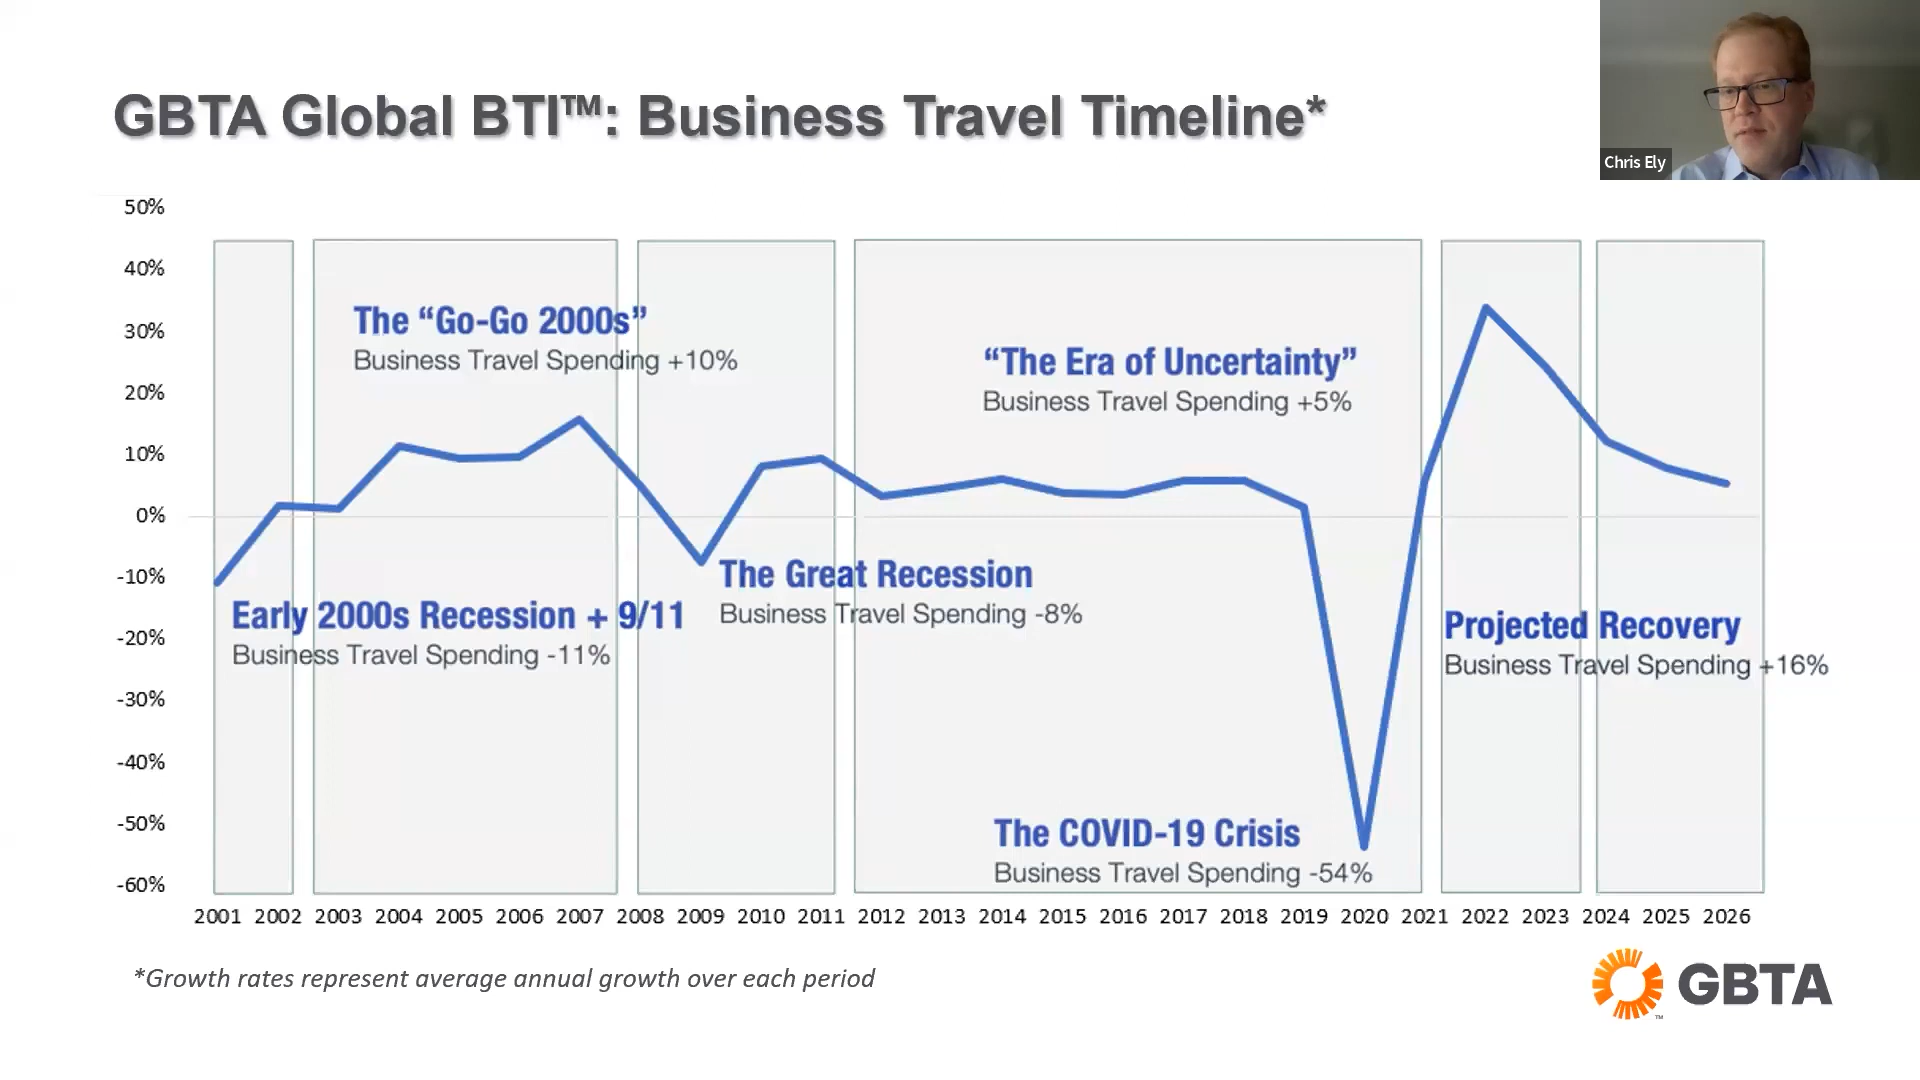 GBTA Global BTI™: Business Travel Timeline*
Chris Ely
50%
40%
30%
20%
10%
0%
-10%
-20%
-30%
-40%
-50%
-60%
The “Go-Go 2000s”
Business Travel Spending +10%
“The Era of Uncertainty”
Business Travel Spending +5%
The Great Recession
Business Travel Spending -8%
Early 2000s Recession + 9/11
Business Travel Spending -11%
Projected Recovery
Business Travel Spending +16%
The COVID-19 Crisis
Business Travel Spending -54%
2001 2002 2003 2004 2005 2006 2007 2008 2009 2010 2011 2012 2013 2014 2015 2016 2017 2018 2019 2020 2021 2022 2023 2024 2025 2026
*Growth rates represent average annual growth over each period
GBTA
TM